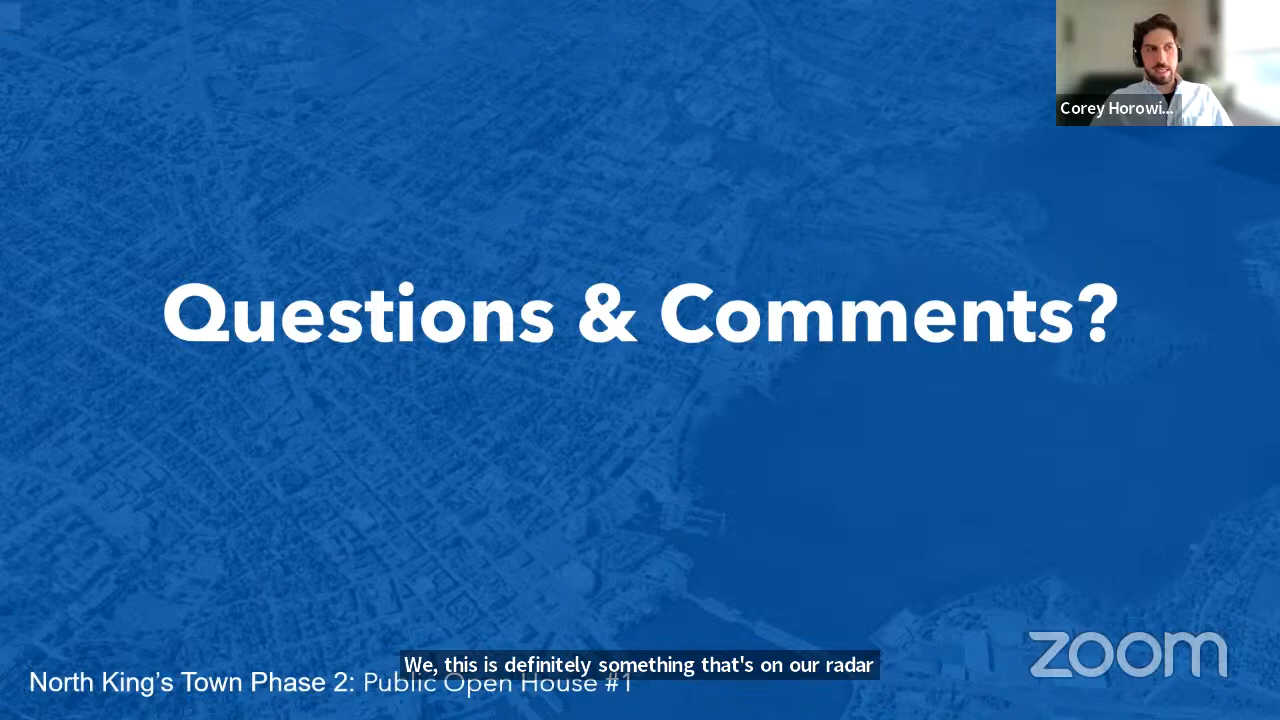 Corey Horowi...
Questions & Comments?
We, this is definitely something that's on our radar
North King's Town Phase 2: Public Open House #1
zoom